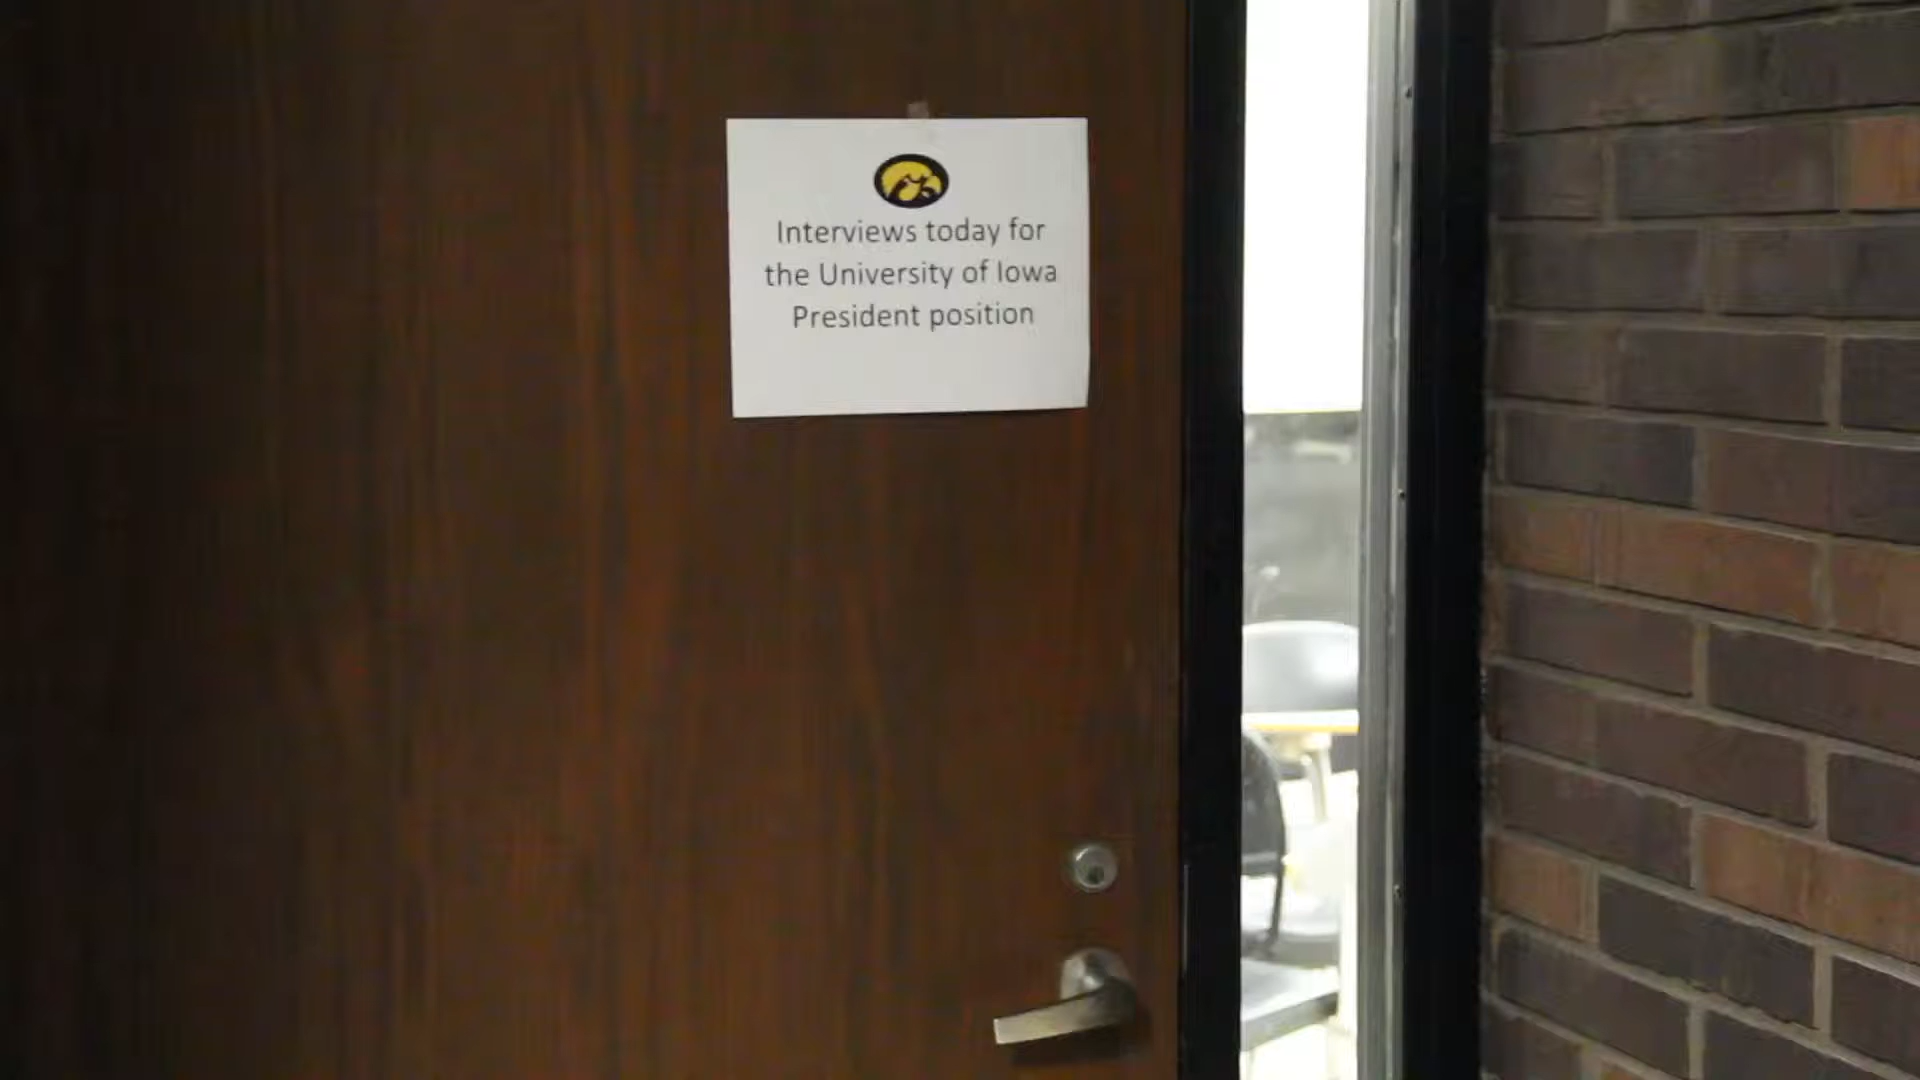 Interviews today for
the University of Iowa
President position